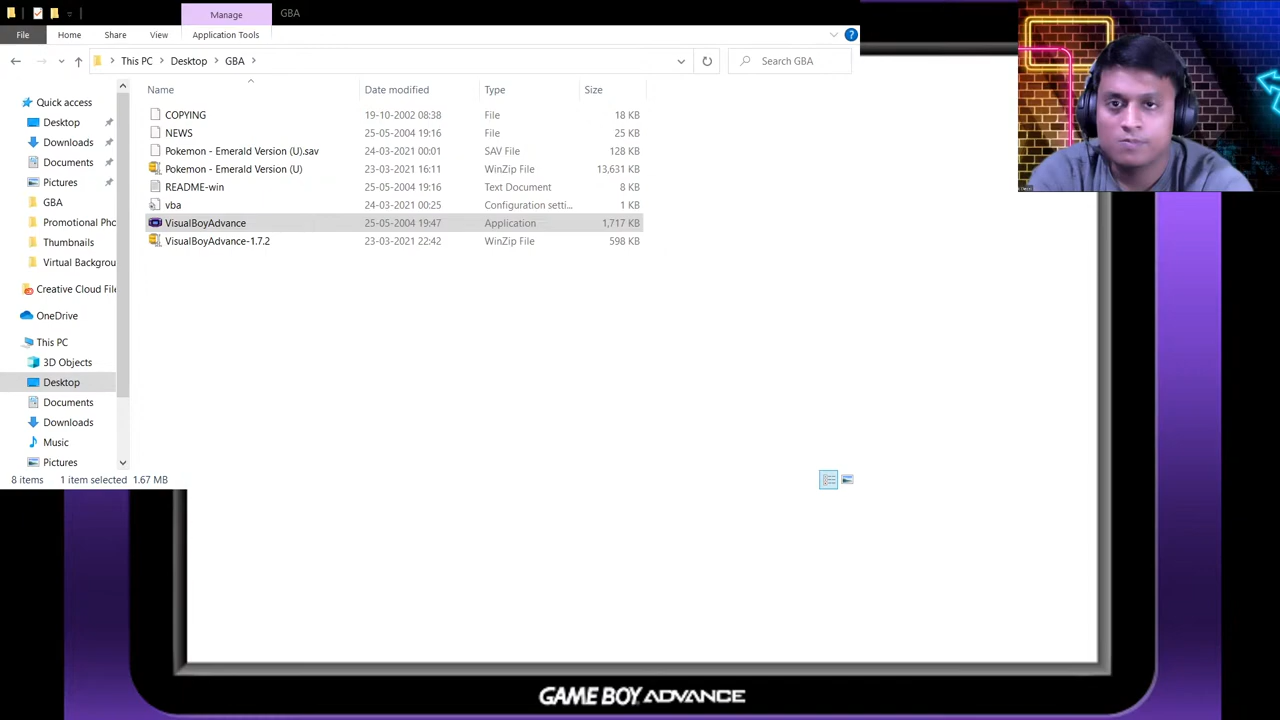 Manage
GBA
File
Home
Share
View
Application Tools
?
This PC
Desktop
GBA
Search GBA
Name
Date modified
Type
Size
COPYING
19-10-2002 08:38
File
18 KB
NEWS
25-05-2004 19:16
File
25 KB
Pokemon - Emerald Version (U).sav
24-03-2021 00:01
SAV File
128 KB
Pokemon - Emerald Version (U)
23-03-2021 16:11
WinZip File
13,631 KB
README-win
25-05-2004 19:16
Text Document
8 KB
vba
24-03-2021 00:25
Configuration setti...
1 KB
VisualBoyAdvance
25-05-2004 19:47
Application
1,717 KB
VisualBoyAdvance-1.7.2
23-03-2021 22:42
WinZip File
598 KB
Quick access
Desktop
Downloads
Documents
Pictures
GBA
Promotional Pho
Thumbnails
Virtual Backgrou
Creative Cloud File
OneDrive
This PC
3D Objects
Desktop
Documents
Downloads
Music
Pictures
8 items
1 item selected
1.67 MB
GAME BOY ADVANCE